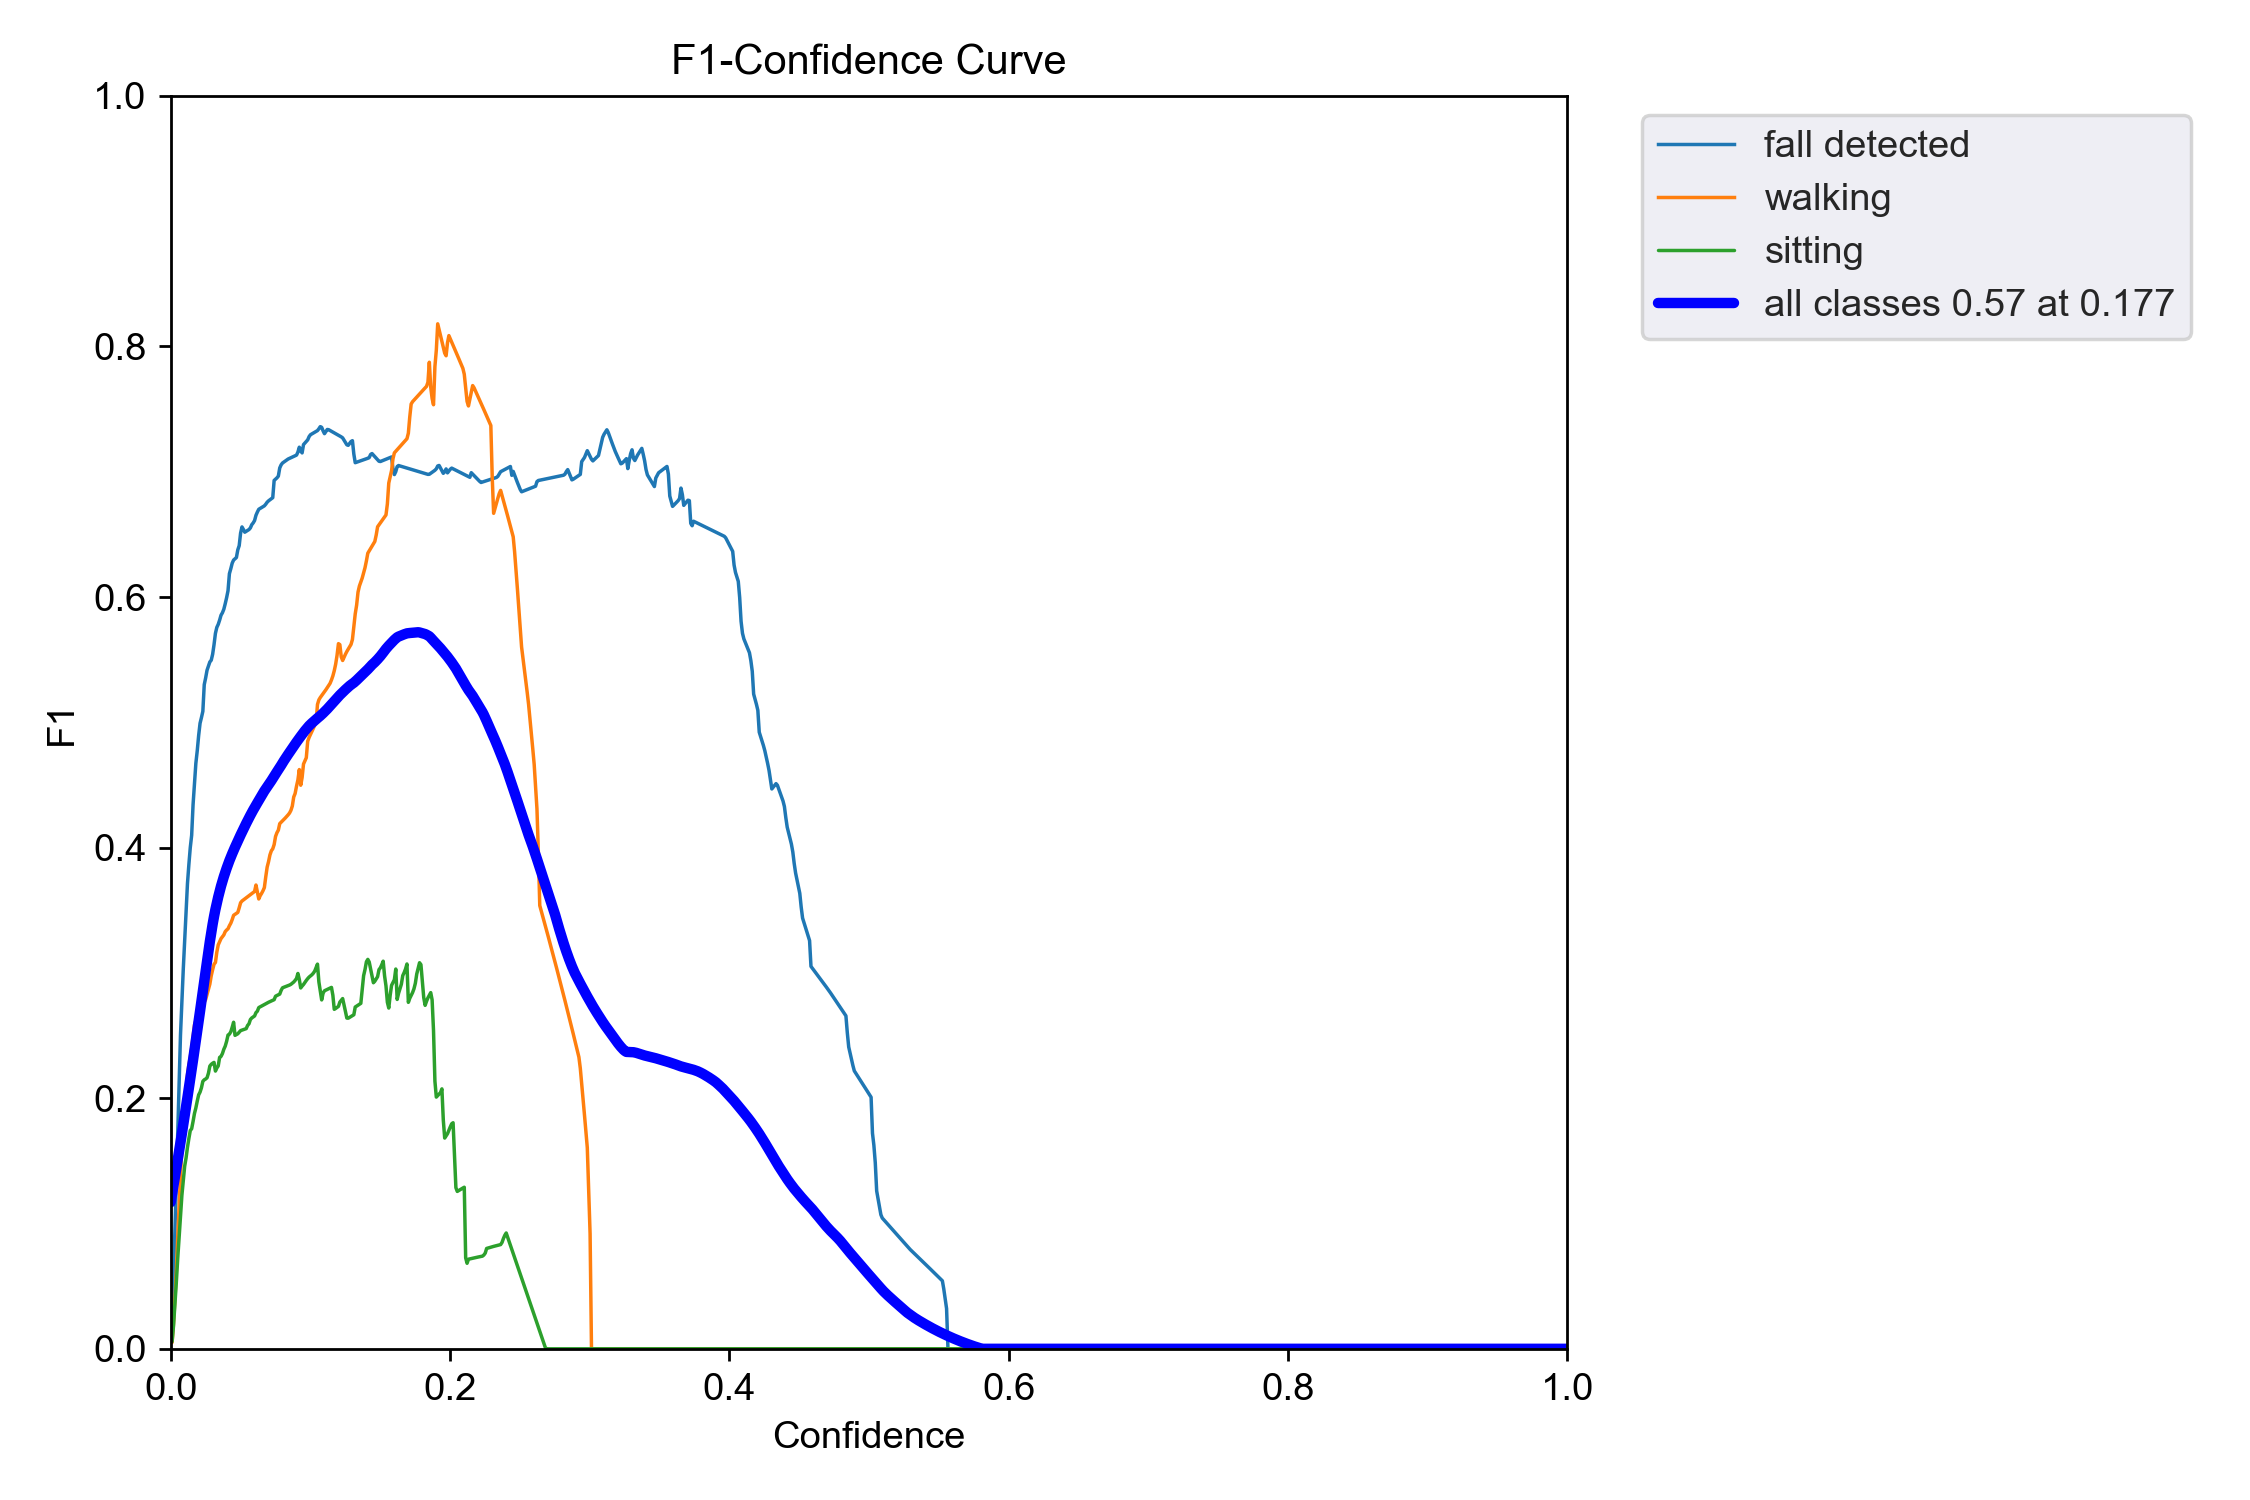 F1-Confidence Curve
1.0
0.8
0.6
0.4
0.2
0.0
F1
0.0 0.2 0.4 0.6 0.8 1.0
Confidence
fall detected
walking
sitting
all classes 0.57 at 0.177